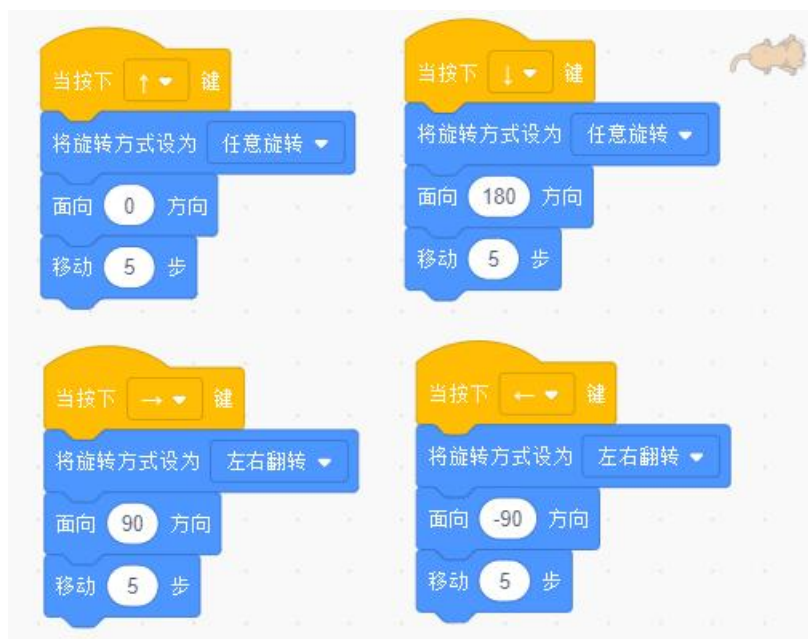 当按下 ↑ 键
将旋转方式设为 任意旋转
面向 0 方向
移动 5 步
当按下 ↓ 键
将旋转方式设为 任意旋转
面向 180 方向
移动 5 步
当按下 → 键
将旋转方式设为 左右翻转
面向 90 方向
移动 5 步
当按下 ← 键
将旋转方式设为 左右翻转
面向 -90 方向
移动 5 步